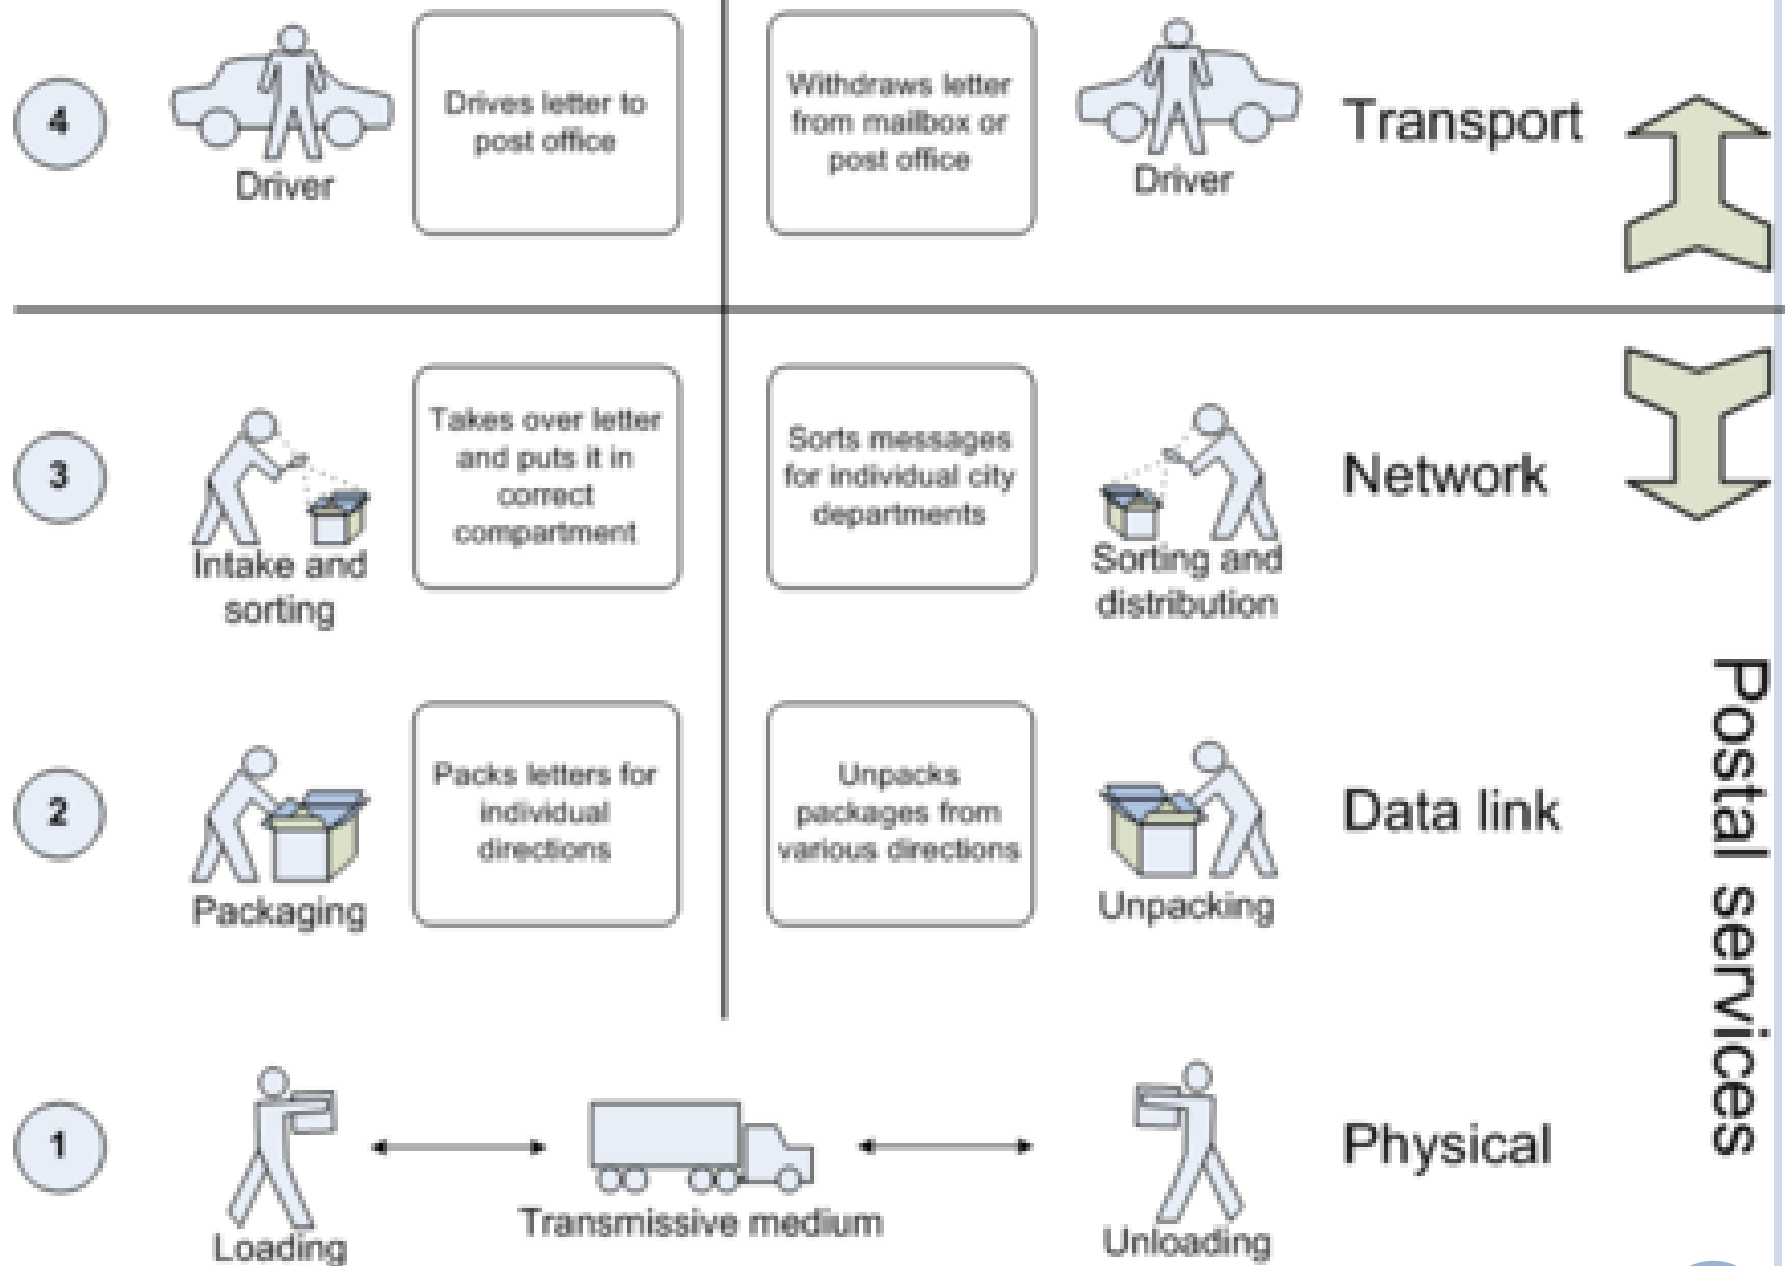 4
Driver
Drives letter to
post office
Withdraws letter
from mailbox or
post office
Driver
Transport
3
Intake and
sorting
Takes over letter
and puts it in
correct
compartment
Sorts messages
for individual city
departments
Sorting and
distribution
Network
2
Packaging
Packs letters for
individual
directions
Unpacks
packages from
various directions
Unpacking
Data link
Postal services
1
Loading
Transmissive medium
Unloading
Physical